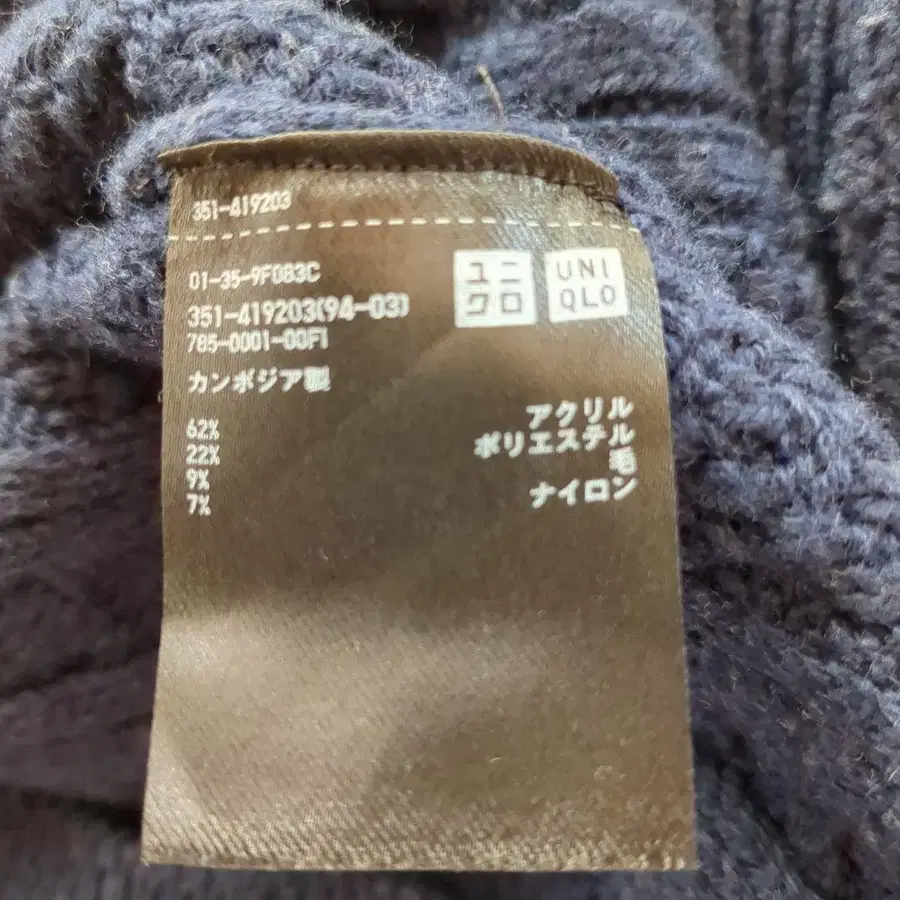 351-419203
01-35-9F083C
351-419203(94-03)
785-0001-00F1
ユニ
クロ
UNI
QLO
カンボジア製
62% アクリル
22% ポリエステル
9% 毛
7% ナイロン